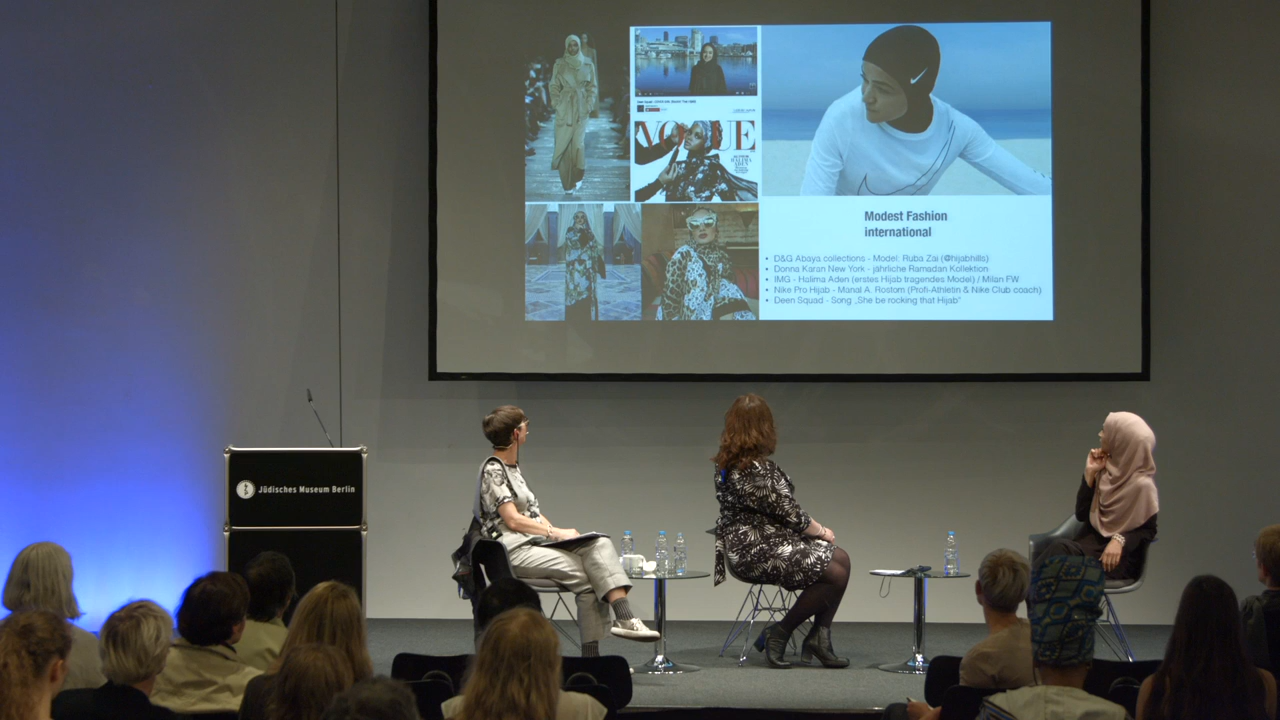 VOGUE
HALIMA
ADEN
Modest Fashion
international
• D&G Abaya collections - Model: Ruba Zai (@hijabhills)
• Donna Karan New York - jährliche Ramadan Kollektion
• IMG - Halima Aden (erstes Hijab tragendes Model) / Milan FW
• Nike Pro Hijab - Manal A. Rostom (Profi-Athletin & Nike Club coach)
• Deen Squad - Song „She be rocking that Hijab"
Jüdisches Museum Berlin